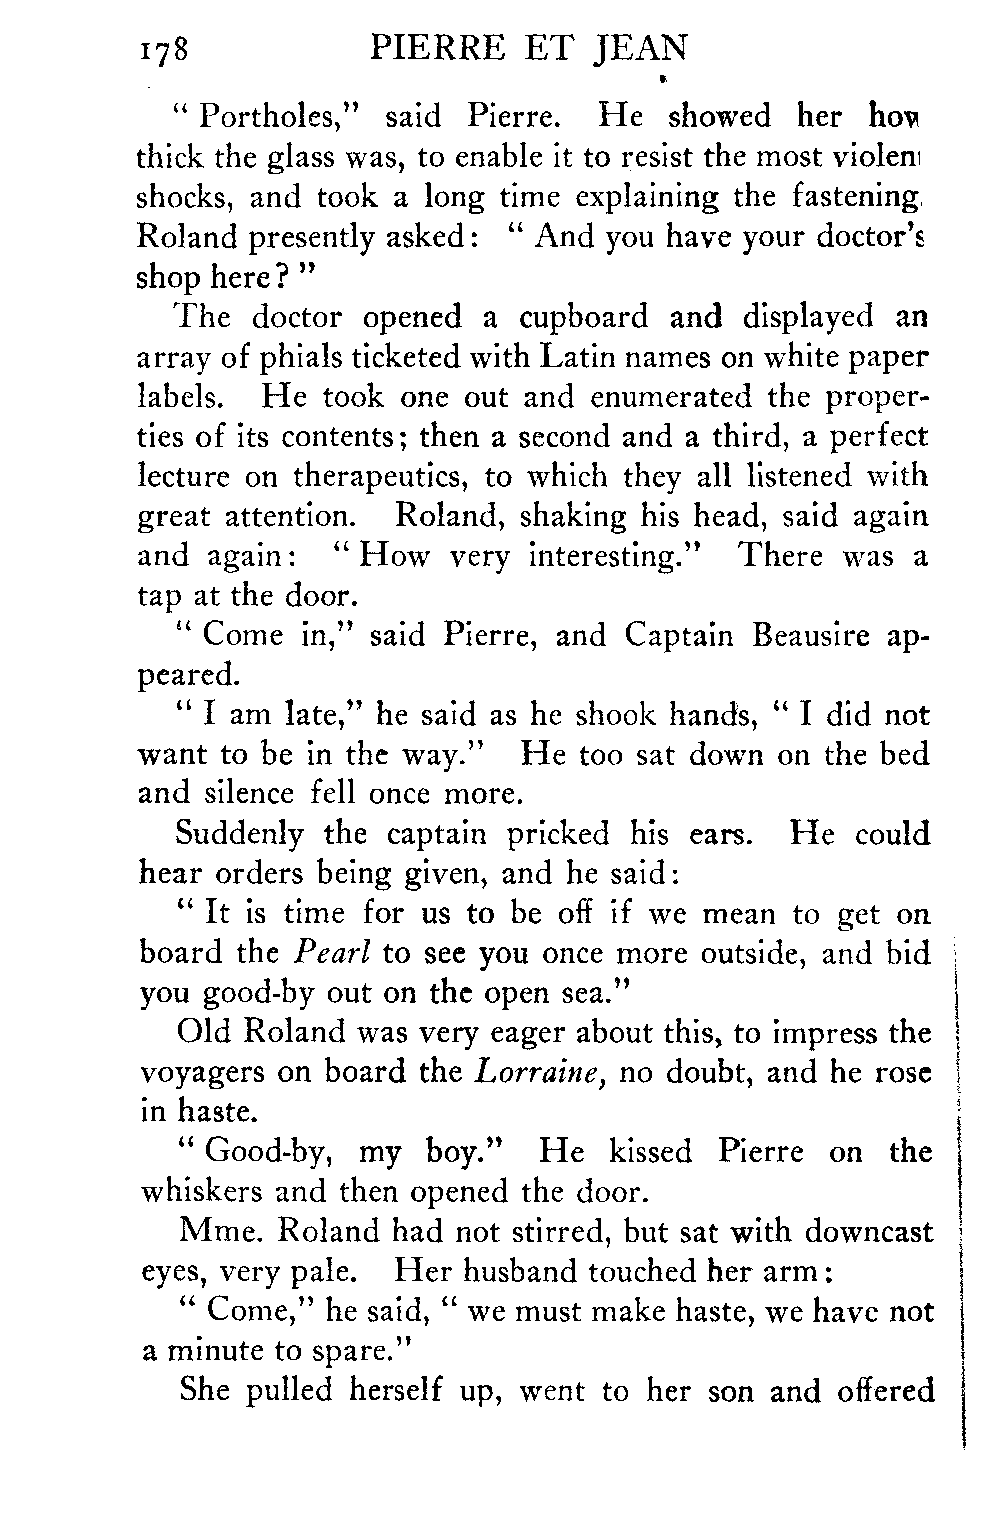 178 PIERRE ET JEAN
“ Portholes,” said Pierre. He showed her how
thick the glass was, to enable it to resist the most violent
shocks, and took a long time explaining the fastening.
Roland presently asked: “ And you have your doctor’s
shop here? ”
The doctor opened a cupboard and displayed an
array of phials ticketed with Latin names on white paper
labels. He took one out and enumerated the proper-
ties of its contents; then a second and a third, a perfect
lecture on therapeutics, to which they all listened with
great attention. Roland, shaking his head, said again
and again: “ How very interesting.” There was a
tap at the door.
“ Come in,” said Pierre, and Captain Beausire ap-
peared.
“ I am late,” he said as he shook hands, “ I did not
want to be in the way.” He too sat down on the bed
and silence fell once more.
Suddenly the captain pricked his ears. He could
hear orders being given, and he said:
“ It is time for us to be off if we mean to get on
board the Pearl to see you once more outside, and bid
you good-by out on the open sea.”
Old Roland was very eager about this, to impress the
voyagers on board the Lorraine, no doubt, and he rose
in haste.
“ Good-by, my boy.” He kissed Pierre on the
whiskers and then opened the door.
Mme. Roland had not stirred, but sat with downcast
eyes, very pale. Her husband touched her arm:
“ Come,” he said, “ we must make haste, we have not
a minute to spare.”
She pulled herself up, went to her son and offered